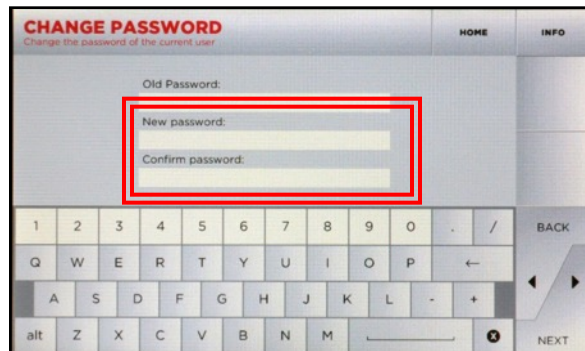 CHANGE PASSWORD
Change the password of the current user
HOME
INFO
Old Password:
New password:
Confirm password:
1 2 3 4 5 6 7 8 9 0 . /
BACK
Q W E R T Y U I O P ←
A S D F G H J K L - +
alt Z X C V B N M
NEXT